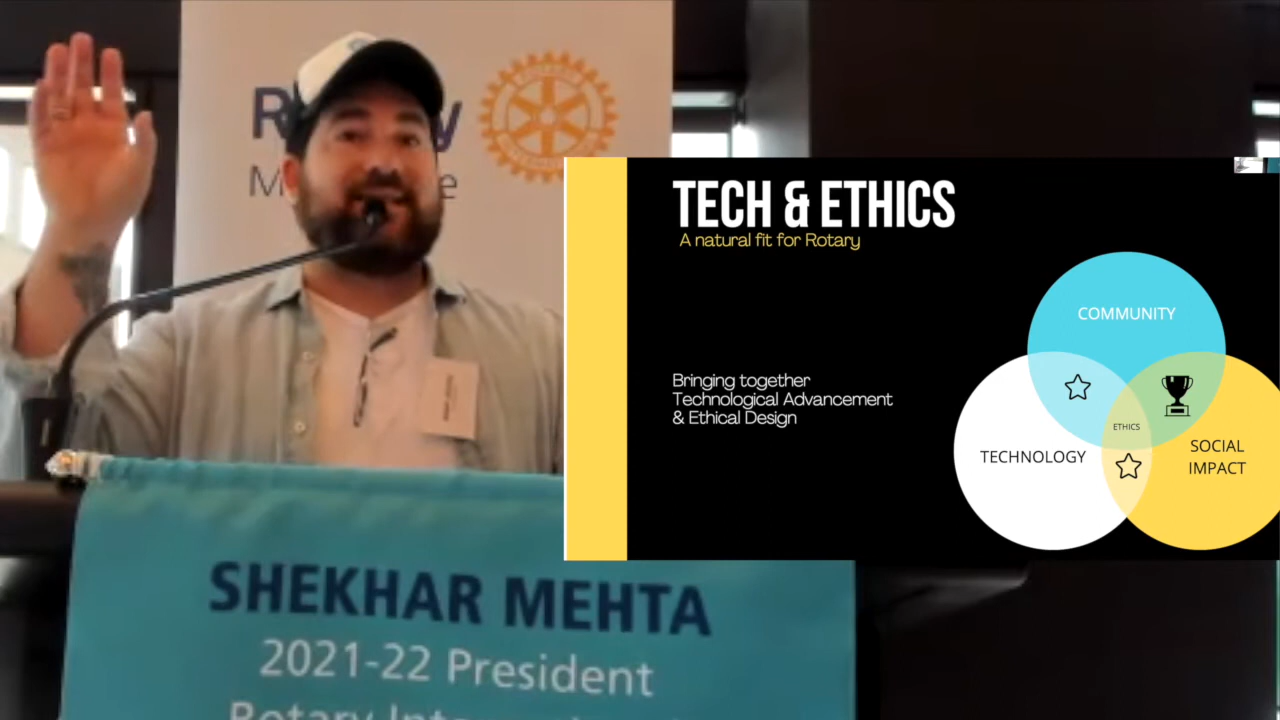 TECH & ETHICS
A natural fit for Rotary
COMMUNITY
Bringing together
Technological Advancement
& Ethical Design
ETHICS
TECHNOLOGY
SOCIAL
IMPACT
SHEKHAR MEHTA
2021-22 President
Rotary